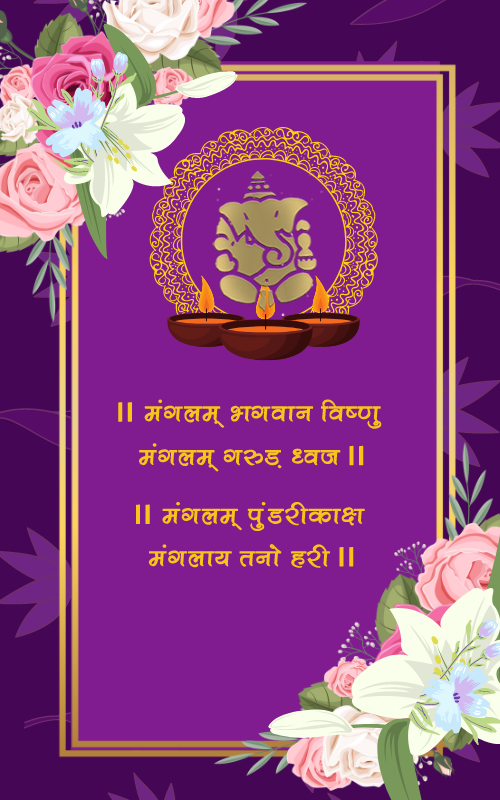 ॥ मंगलम् भगवान विष्णु
मंगलम् गरुड़ ध्वज ॥
॥ मंगलम् पुंडरीकाक्ष
मंगलाय तनो हरी ॥